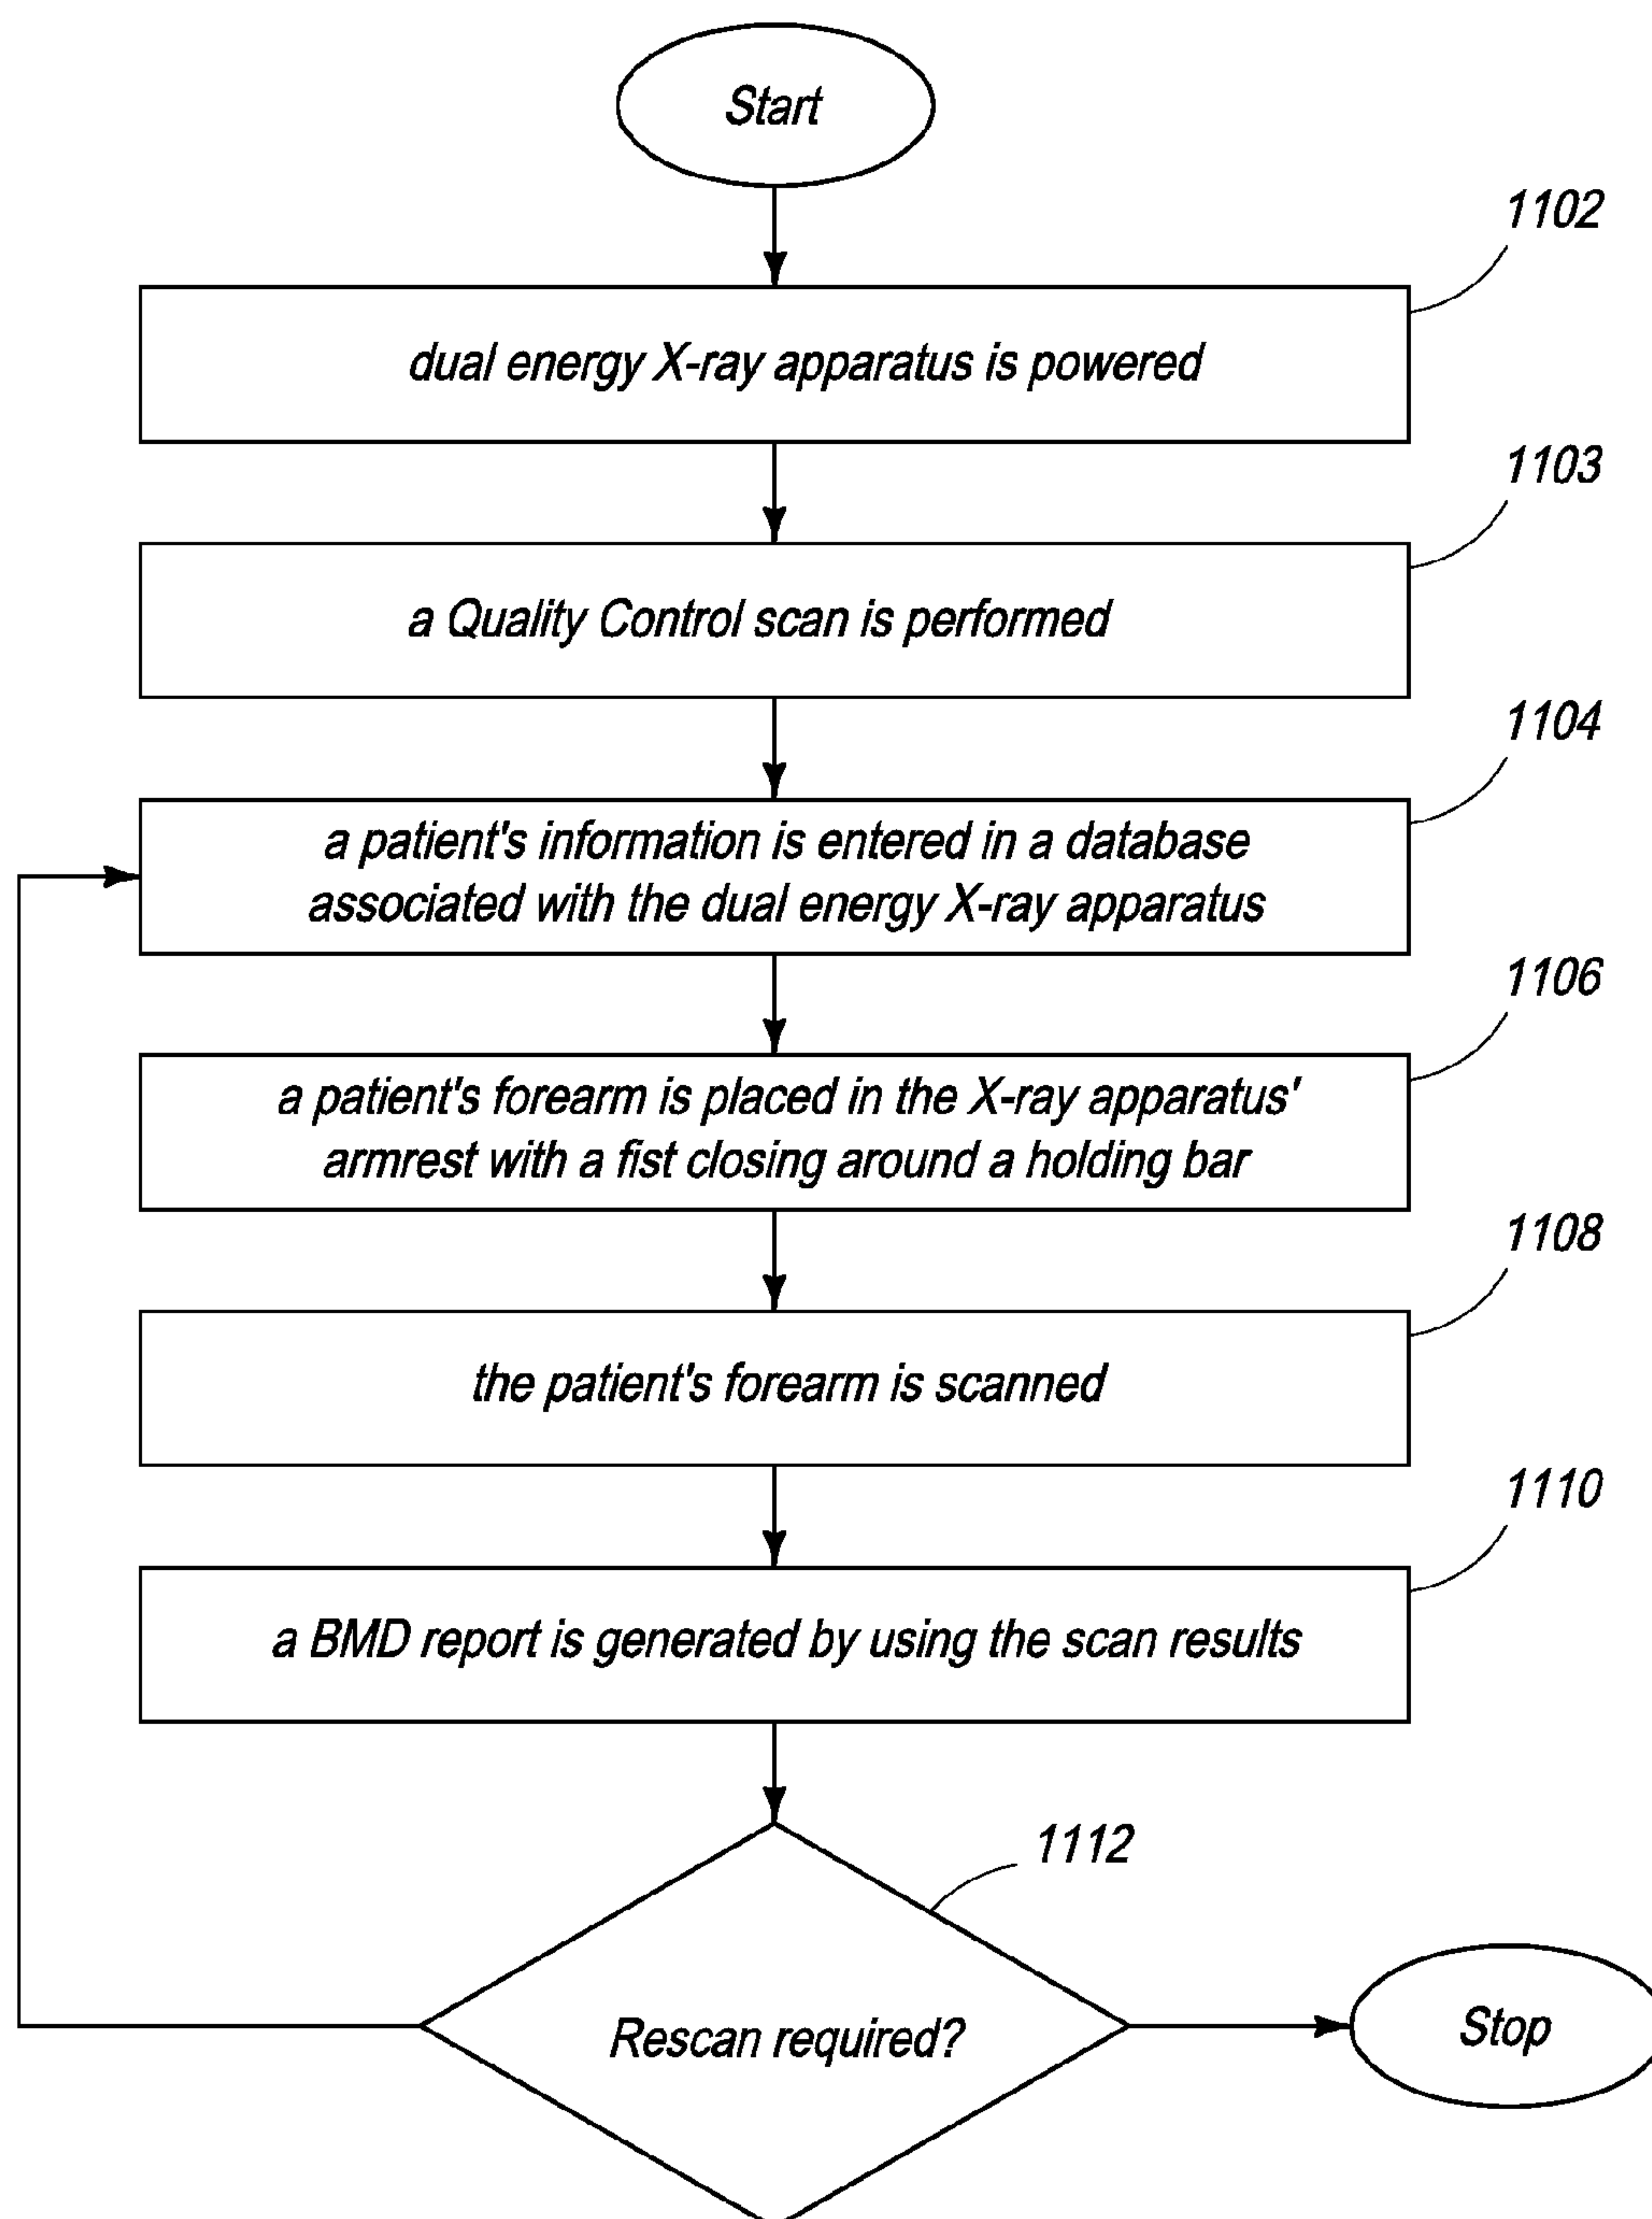 Start
1102
dual energy X-ray apparatus is powered
1103
a Quality Control scan is performed
1104
a patient's information is entered in a database
associated with the dual energy X-ray apparatus
1106
a patient's forearm is placed in the X-ray apparatus'
armrest with a fist closing around a holding bar
1108
the patient's forearm is scanned
1110
a BMD report is generated by using the scan results
1112
Rescan required?
Stop